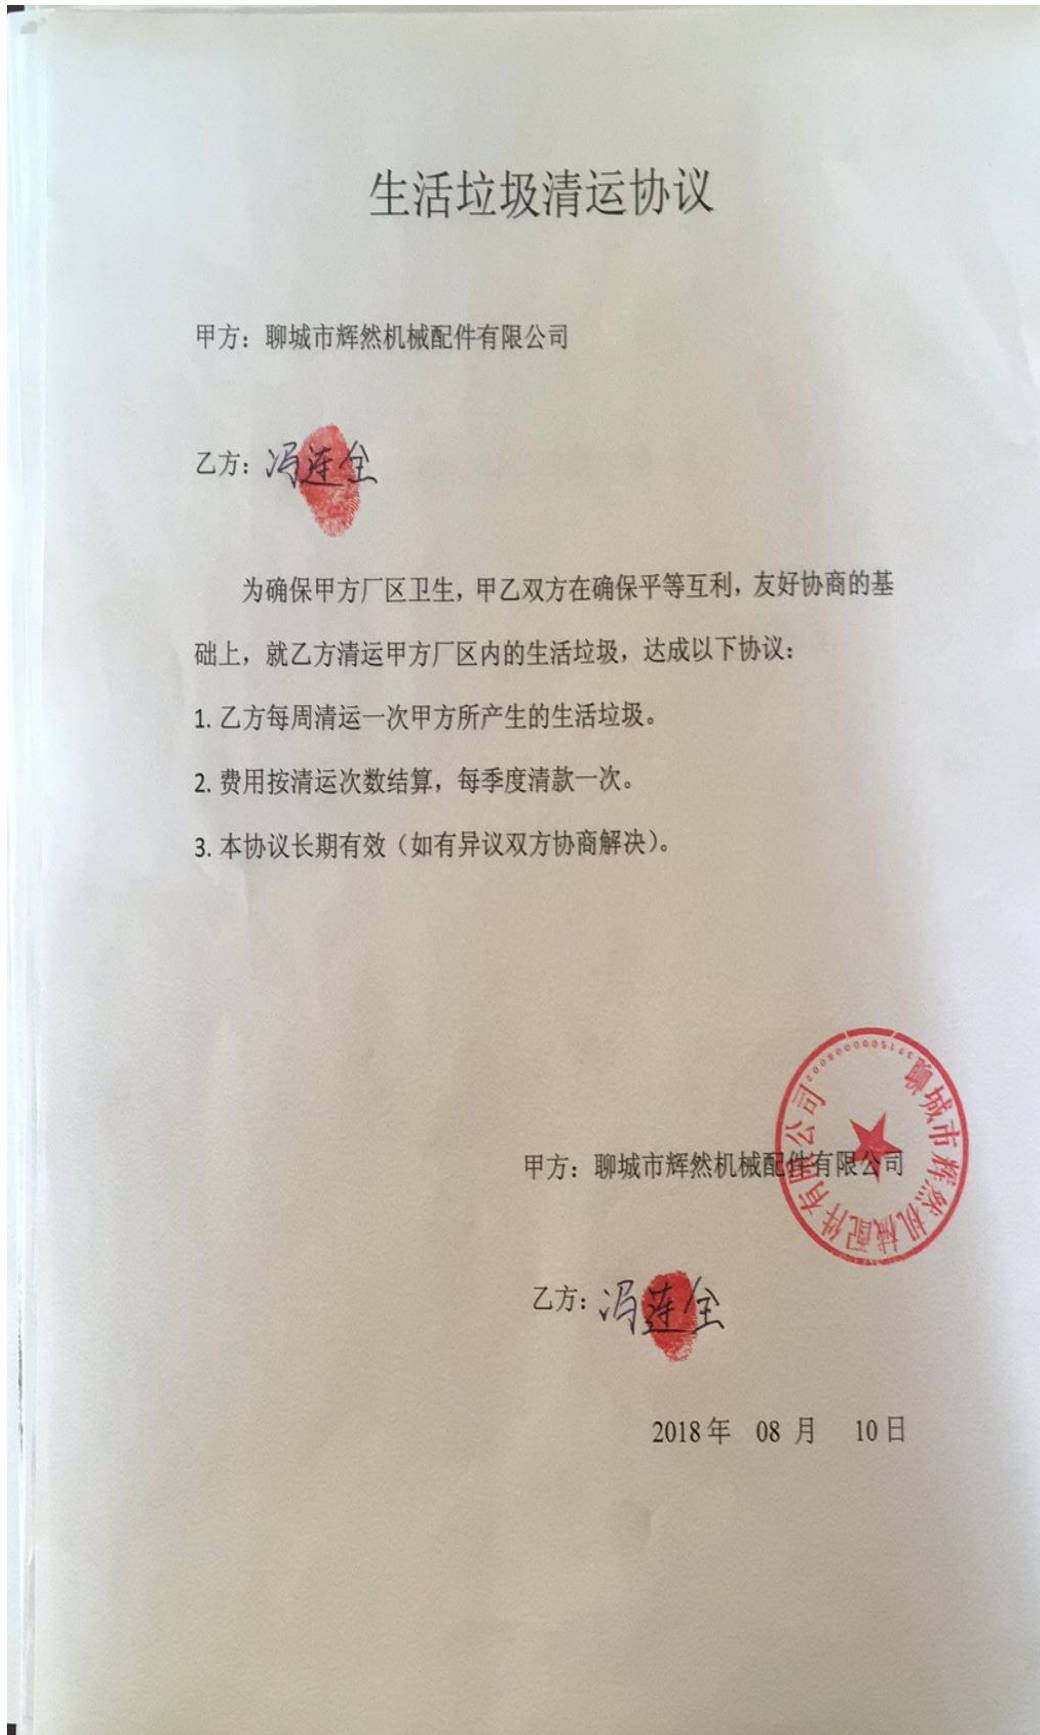 生活垃圾清运协议
甲方：聊城市辉然机械配件有限公司
乙方：冯莲全
为确保甲方厂区卫生，甲乙双方在确保平等互利，友好协商的基
础上，就乙方清运甲方厂区内的生活垃圾，达成以下协议：
1. 乙方每周清运一次甲方所产生的生活垃圾。
2. 费用按清运次数结算，每季度清款一次。
3. 本协议长期有效（如有异议双方协商解决）。
聊城市辉然机械配件有限公司
甲方：聊城市辉然机械配件有限公司
乙方：冯莲全
2018 年 08 月 10 日